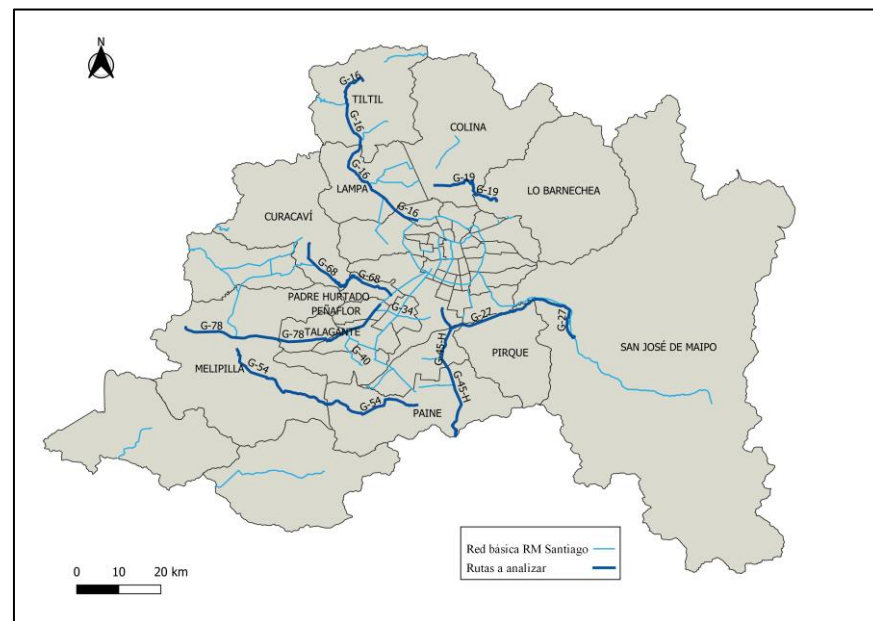 N
G-16
TILTIL
G-16
COLINA
G-16
LAMPA
G-19
G-19
LO BARNECHEA
G-16
CURACAVÍ
G-68
G-68
PADRE HURTADO
PEÑAFLOR
G-34
G-78
G-78
TALAGANTE
G-22
G-27
G-45-H
G-40
SAN JOSÉ DE MAIPO
PIRQUE
MELIPILLA
G-54
G-45-H
G-54
PAINE
Red básica RM Santiago
Rutas a analizar
0 10 20 km